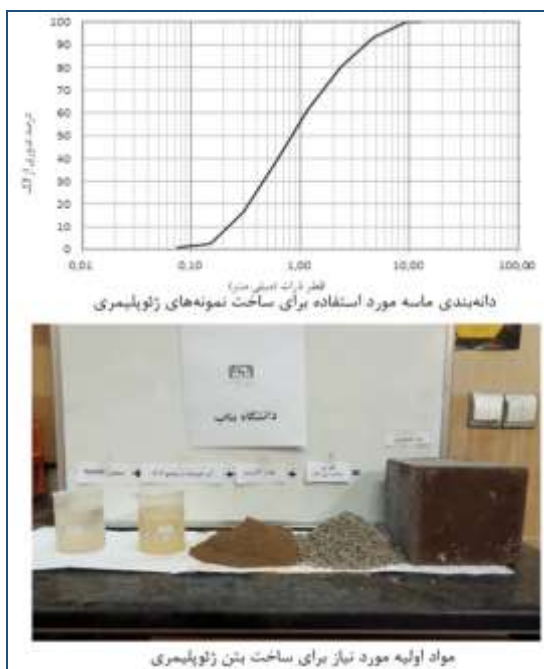 100
90
80
70
60
50
40
30
20
10
0
درصد عبوری از الک
0,01 0,10 1,00 10,00 100,00
قطر ذرات (میلی متر)
دانه‌بندی ماسه مورد استفاده برای ساخت نمونه‌های ژئوپلیمری
دانشگاه بناب
مواد اولیه مورد نیاز برای ساخت بتن ژئوپلیمری